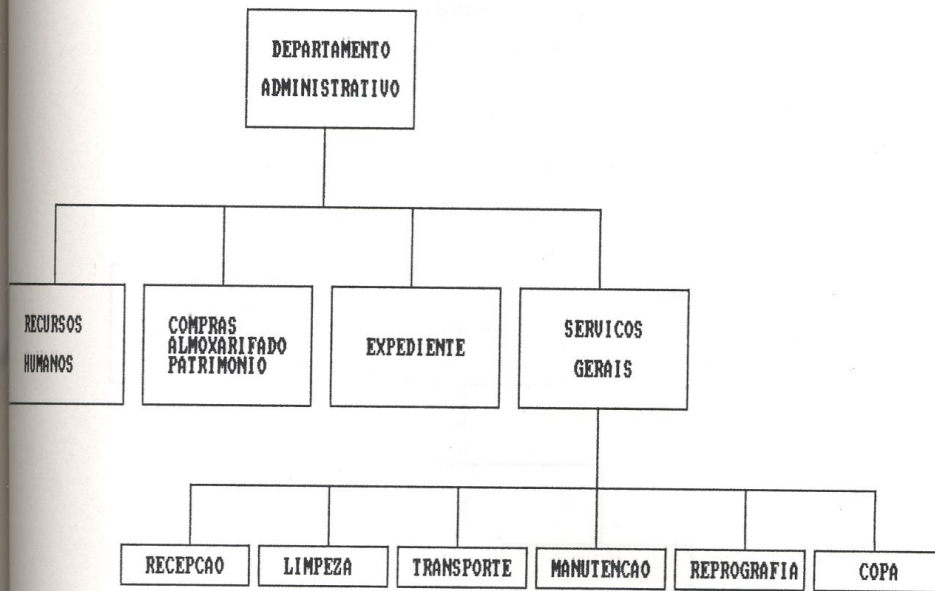 DEPARTAMENTO
ADMINISTRATIVO
RECURSOS
HUMANOS
COMPRAS
ALMOXARIFADO
PATRIMONIO
EXPEDIENTE
SERVICOS
GERAIS
RECEPCAO
LIMPEZA
TRANSPORTE
MANUTENCAO
REPROGRAFIA
COPA